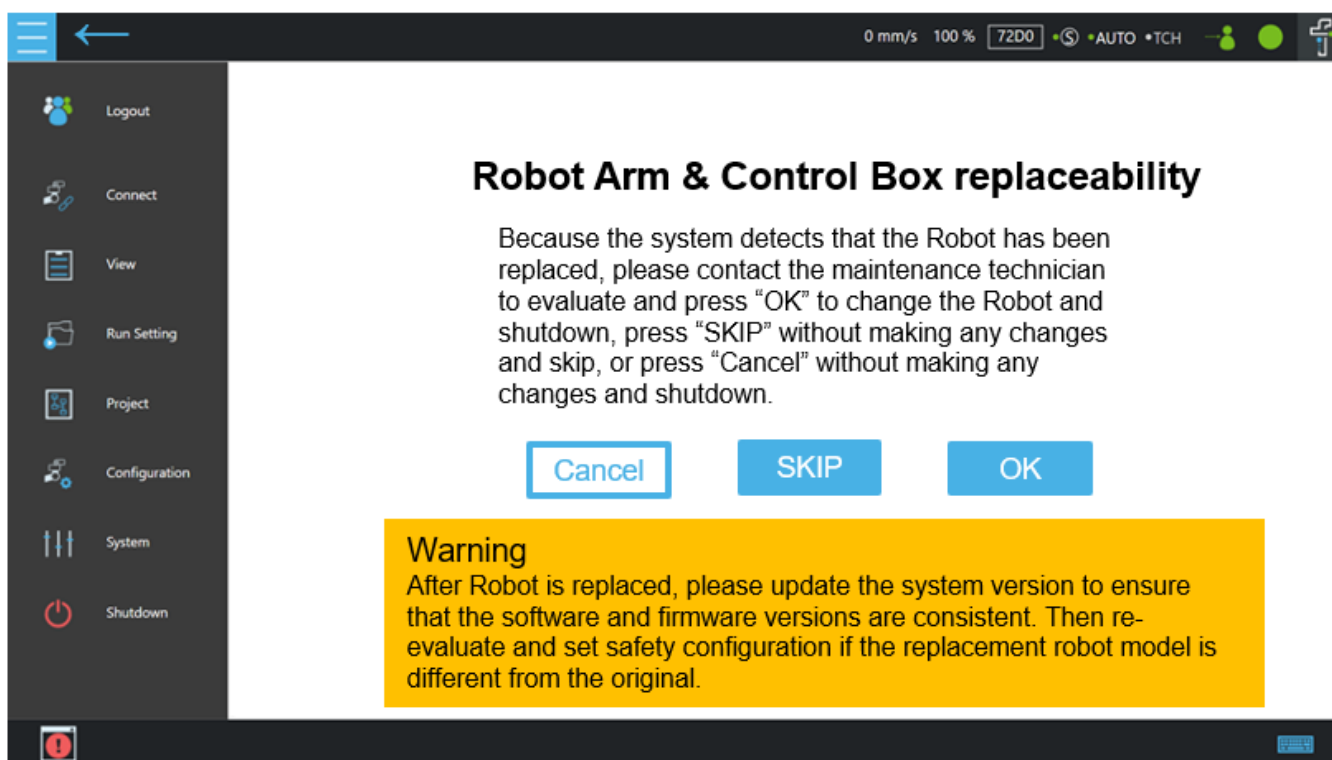 0 mm/s 100 % 72D0 •Ⓢ •AUTO •TCH
Logout
Connect
View
Run Setting
Project
Configuration
System
Shutdown
Robot Arm & Control Box replaceability
Because the system detects that the Robot has been
replaced, please contact the maintenance technician
to evaluate and press “OK” to change the Robot and
shutdown, press “SKIP” without making any changes
and skip, or press “Cancel” without making any
changes and shutdown.
Cancel SKIP OK
Warning
After Robot is replaced, please update the system version to ensure
that the software and firmware versions are consistent. Then re-
evaluate and set safety configuration if the replacement robot model is
different from the original.